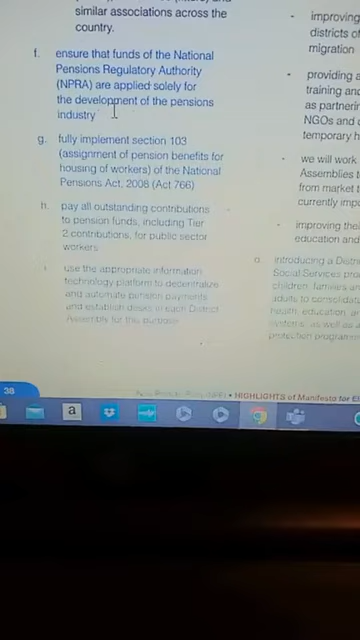 similar associations across the
country.
f. ensure that funds of the National
Pensions Regulatory Authority
(NPRA) are applied solely for
the development of the pensions
industry
g. fully implement section 103
(assignment of pension benefits for
housing of workers) of the National
Pensions Act, 2008 (Act 766)
h. pay all outstanding contributions
to pension funds, including Tier
2 contributions, for public sector
workers
i. use the appropriate information
technology platform to decentralize
and automate pension payments
and establish desks in each District
Assembly for this purpose
- improving
districts of
migration
- providing a
training and
as partnerin
NGOs and
temporary h
- we will work
Assemblies t
from market t
currently impo
- improving thei
education and
o. introducing a Distri
Social Services pro
children, families an
adults to consolidat
health, education, a
systems, as well as
protection programm
38
• HIGHLIGHTS of Manifesto for El
a